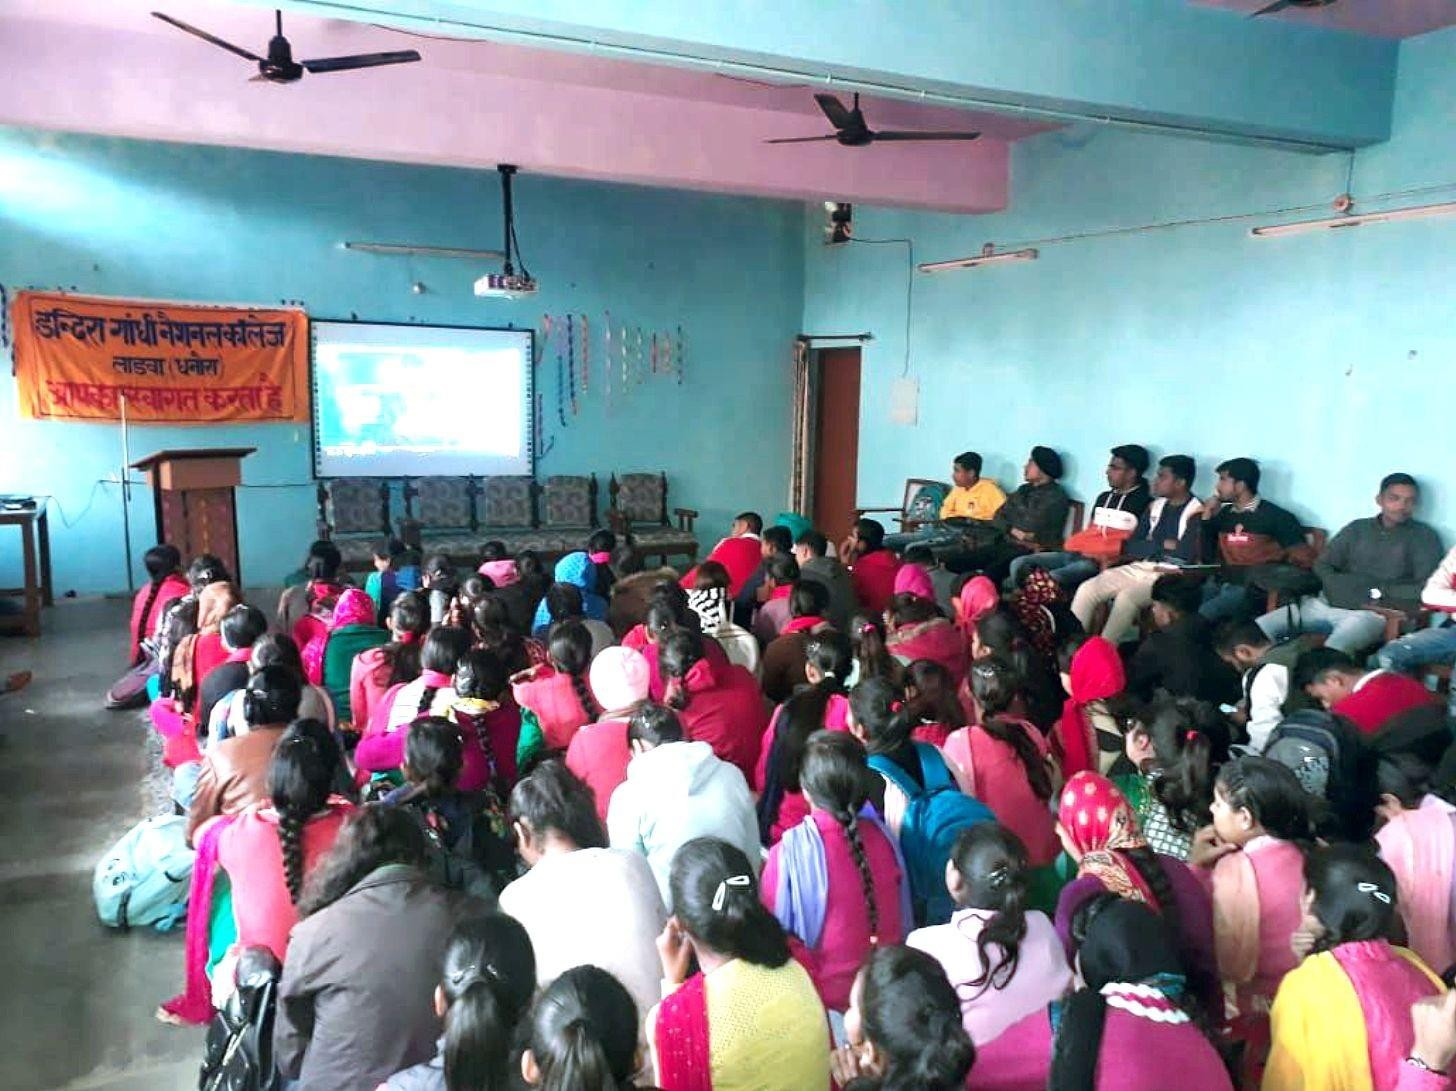 इन्दिरा गांधी नैशनल कॉलेज
लाडवा (धनौरा)
आपका स्वागत करता है